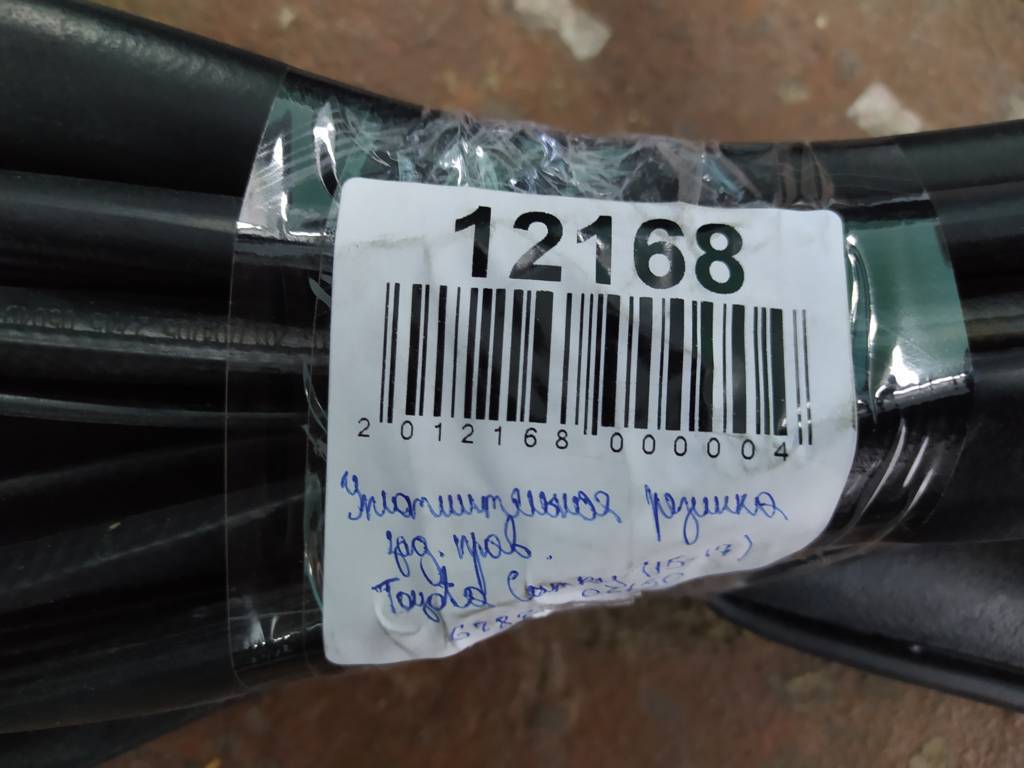 12168
2 012168 000004
Уплотнительная резинка
зад. прав.
Toyota Camry (15-17)